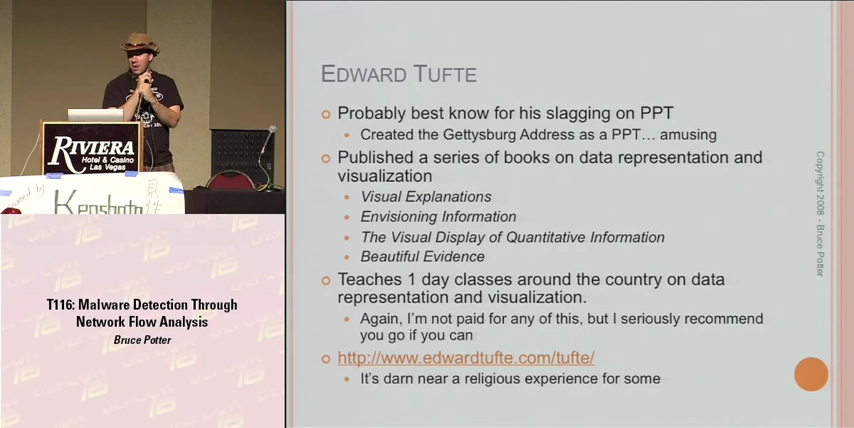 EDWARD TUFTE
Probably best know for his slagging on PPT
Created the Gettysburg Address as a PPT… amusing
Published a series of books on data representation and
visualization
Visual Explanations
Envisioning Information
The Visual Display of Quantitative Information
Beautiful Evidence
Teaches 1 day classes around the country on data
representation and visualization.
Again, I'm not paid for any of this, but I seriously recommend
you go if you can
http://www.edwardtufte.com/tufte/
It's darn near a religious experience for some
Copyright 2008 - Bruce Potter
RIVIERA
Hotel & Casino
Las Vegas
Kenshoto
T116: Malware Detection Through
Network Flow Analysis
Bruce Potter